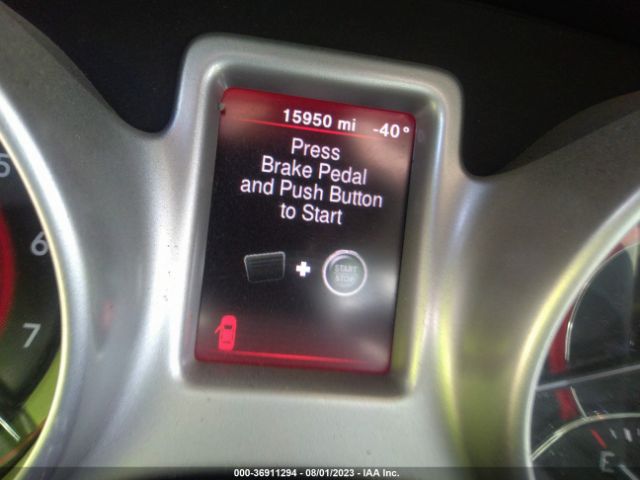 15950 mi -40°
Press
Brake Pedal
and Push Button
to Start
START
STOP
5
6
7
E
000-36911294 - 08/01/2023 - IAA Inc.